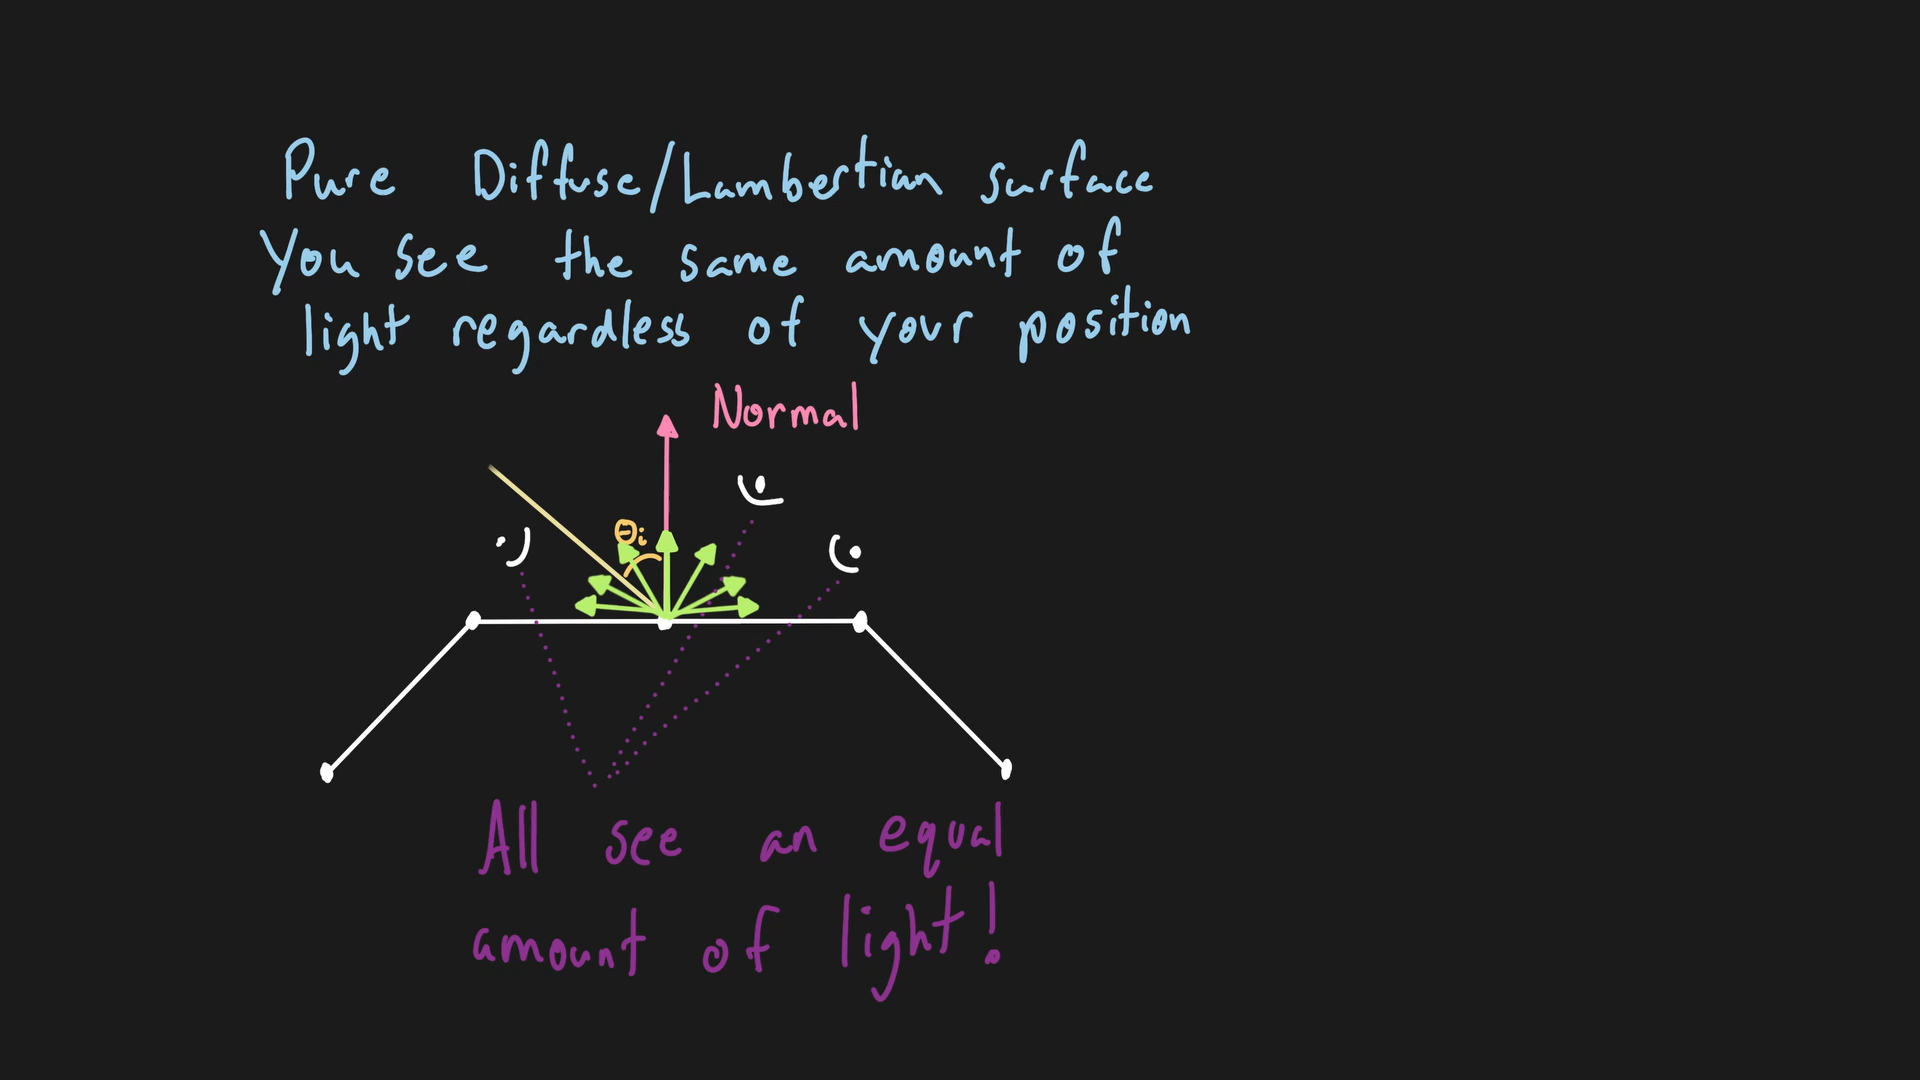 Pure Diffuse/Lambertian surface
You see the same amount of
light regardless of your position
Normal
Θi
All see an equal
amount of light!